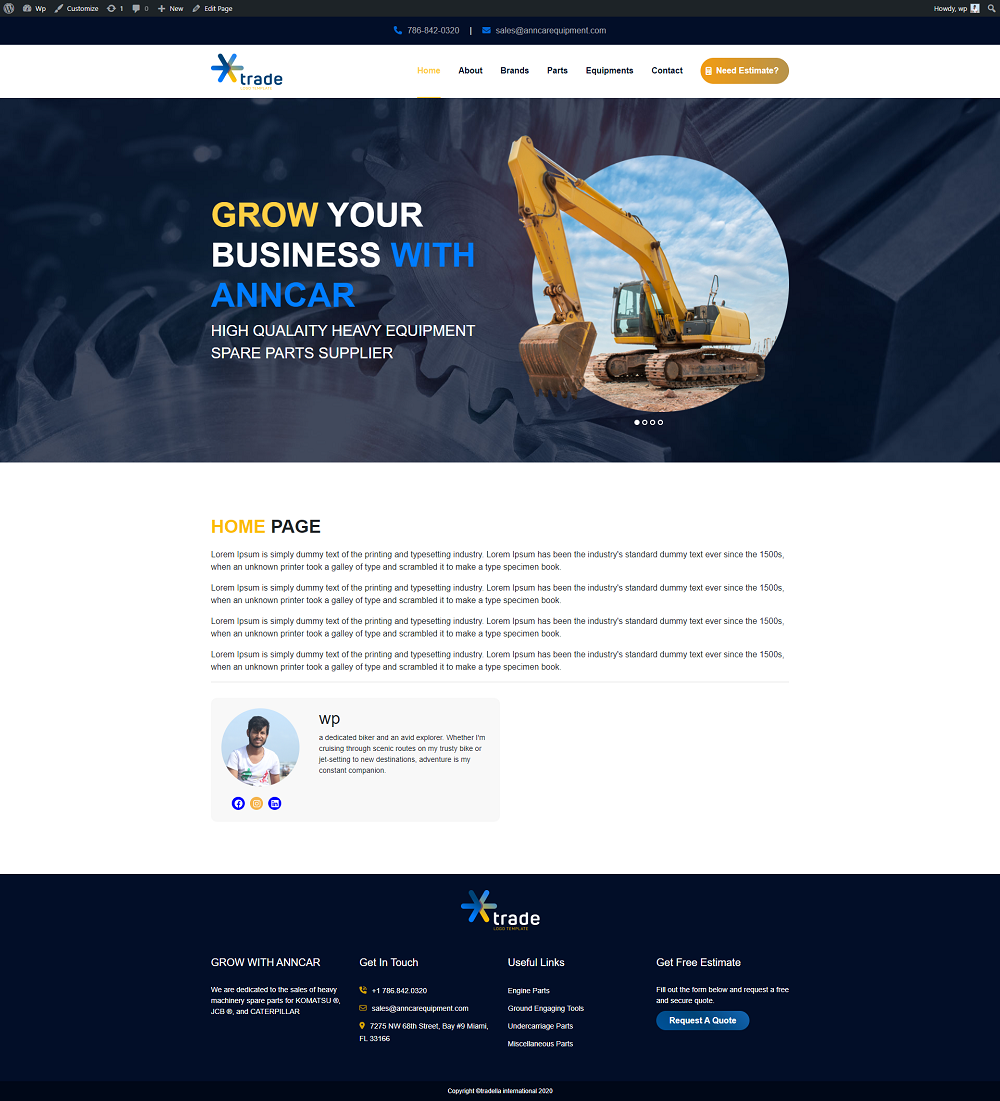 Wp Customize 1 0 New Edit Page Howdy, wp
786-842-0320 | sales@anncarequipment.com
trade
LOGO TEMPLATE
Home About Brands Parts Equipments Contact Need Estimate?
GROW YOUR
BUSINESS WITH
ANNCAR
HIGH QUALAITY HEAVY EQUIPMENT
SPARE PARTS SUPPLIER
HOME PAGE
Lorem Ipsum is simply dummy text of the printing and typesetting industry. Lorem Ipsum has been the industry's standard dummy text ever since the 1500s,
when an unknown printer took a galley of type and scrambled it to make a type specimen book.
Lorem Ipsum is simply dummy text of the printing and typesetting industry. Lorem Ipsum has been the industry's standard dummy text ever since the 1500s,
when an unknown printer took a galley of type and scrambled it to make a type specimen book.
Lorem Ipsum is simply dummy text of the printing and typesetting industry. Lorem Ipsum has been the industry's standard dummy text ever since the 1500s,
when an unknown printer took a galley of type and scrambled it to make a type specimen book.
Lorem Ipsum is simply dummy text of the printing and typesetting industry. Lorem Ipsum has been the industry's standard dummy text ever since the 1500s,
when an unknown printer took a galley of type and scrambled it to make a type specimen book.
wp
a dedicated biker and an avid explorer. Whether I'm
cruising through scenic routes on my trusty bike or
jet-setting to new destinations, adventure is my
constant companion.
trade
LOGO TEMPLATE
GROW WITH ANNCAR
We are dedicated to the sales of heavy
machinery spare parts for KOMATSU ®,
JCB ®, and CATERPILLAR
Get In Touch
+1 786.842.0320
sales@anncarequipment.com
7275 NW 68th Street, Bay #9 Miami,
FL 33166
Useful Links
Engine Parts
Ground Engaging Tools
Undercarriage Parts
Miscellaneous Parts
Get Free Estimate
Fill out the form below and request a free
and secure quote.
Request A Quote
Copyright ©tradella international 2020